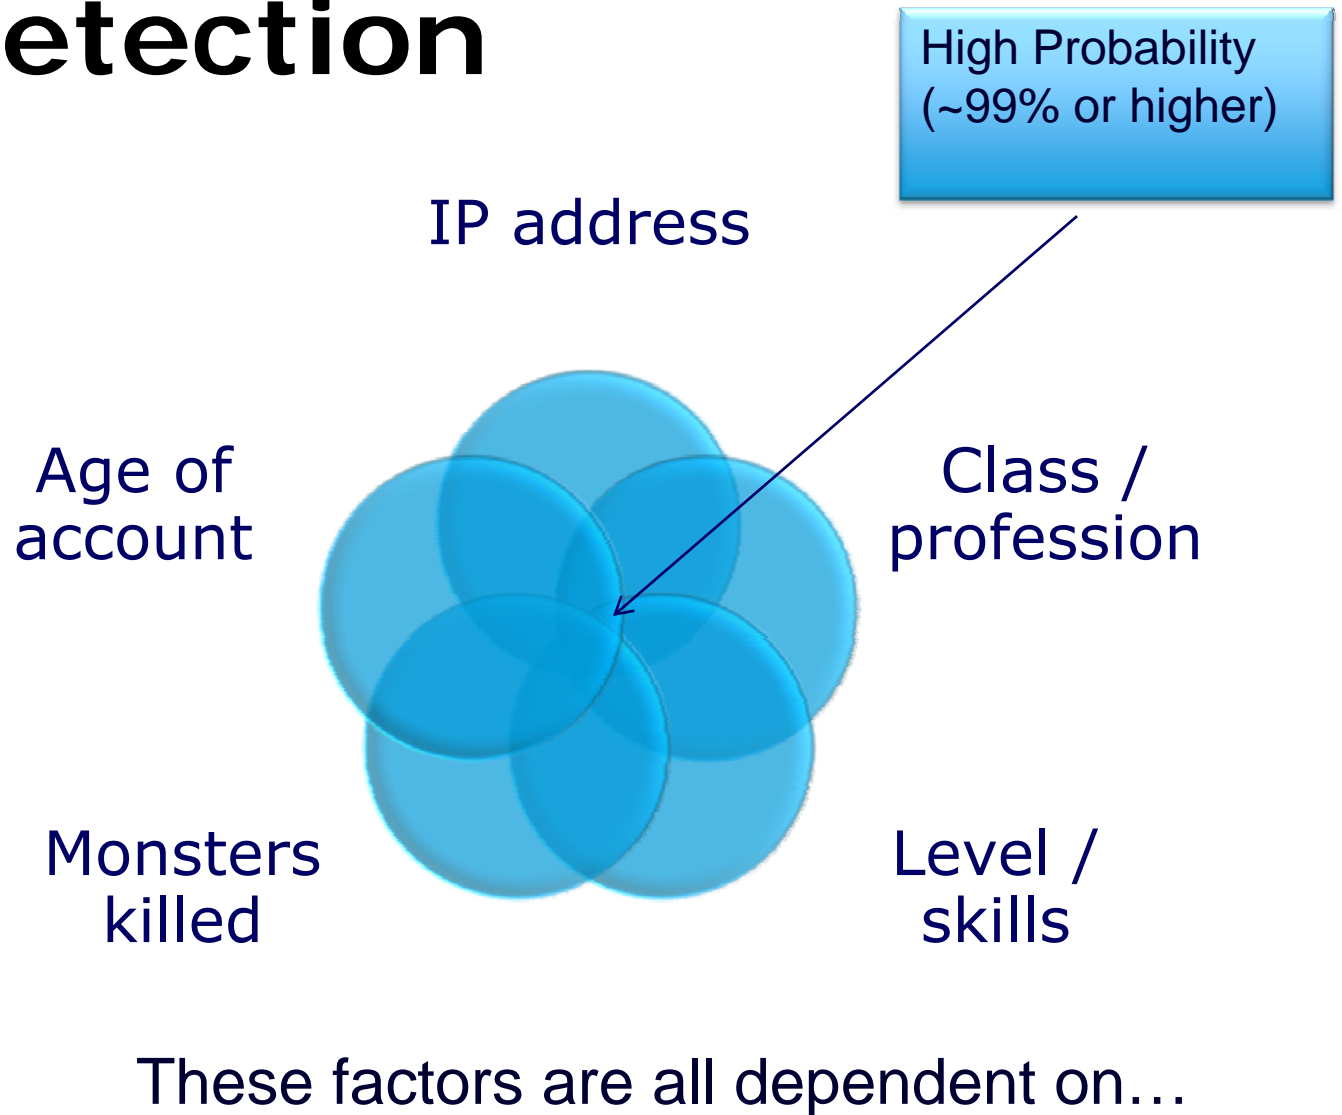 etection
High Probability
(~99% or higher)
IP address
Age of
account
Class /
profession
Monsters
killed
Level /
skills
These factors are all dependent on…